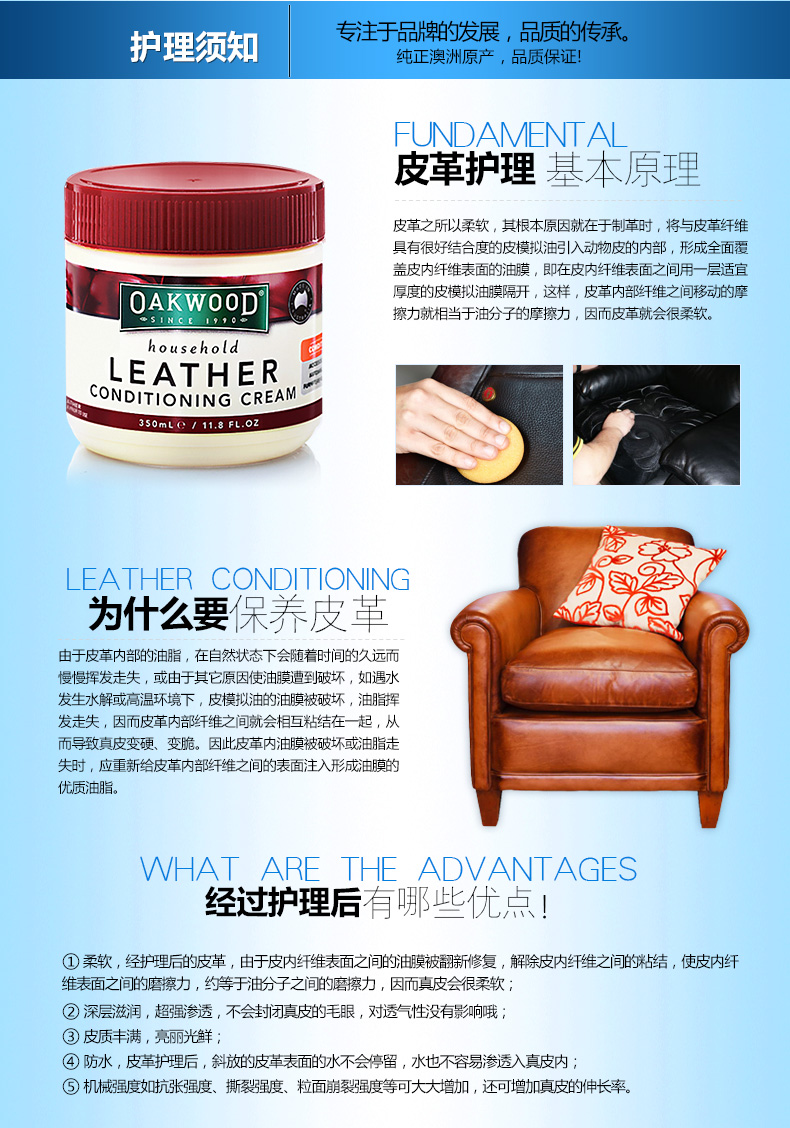 护理须知
专注于品牌的发展，品质的传承。
纯正澳洲原产，品质保证!
FUNDAMENTAL
皮革护理 基本原理
皮革之所以柔软，其根本原因就在于制革时，将与皮革纤维
具有很好结合度的皮模拟油引入动物皮的内部，形成全面覆
盖皮内纤维表面的油膜，即在皮内纤维表面之间用一层适宜
厚度的皮模拟油膜隔开，这样，皮革内部纤维之间移动的摩
擦力就相当于油分子的摩擦力，因而皮革就会很柔软。
OAKWOOD®
SINCE 1990
household
LEATHER
CONDITIONING CREAM
350mL ℮ / 11.8 FL.OZ
LEATHER CONDITIONING
为什么要保养皮革
由于皮革内部的油脂，在自然状态下会随着时间的久远而
慢慢挥发走失，或由于其它原因使油膜遭到破坏，如遇水
发生水解或高温环境下，皮模拟油的油膜被破坏，油脂挥
发走失，因而皮革内部纤维之间就会相互粘结在一起，从
而导致真皮变硬、变脆。因此皮革内油膜被破坏或油脂走
失时，应重新给皮革内部纤维之间的表面注入形成油膜的
优质油脂。
WHAT ARE THE ADVANTAGES
经过护理后有哪些优点!
① 柔软，经护理后的皮革，由于皮内纤维表面之间的油膜被翻新修复，解除皮内纤维之间的粘结，使皮内纤
维表面之间的磨擦力，约等于油分子之间的磨擦力，因而真皮会很柔软；
② 深层滋润，超强渗透，不会封闭真皮的毛眼，对透气性没有影响哦；
③ 皮质丰满，亮丽光鲜；
④ 防水，皮革护理后，斜放的皮革表面的水不会停留，水也不容易渗透入真皮内；
⑤ 机械强度如抗张强度、撕裂强度、粒面崩裂强度等可大大增加，还可增加真皮的伸长率。